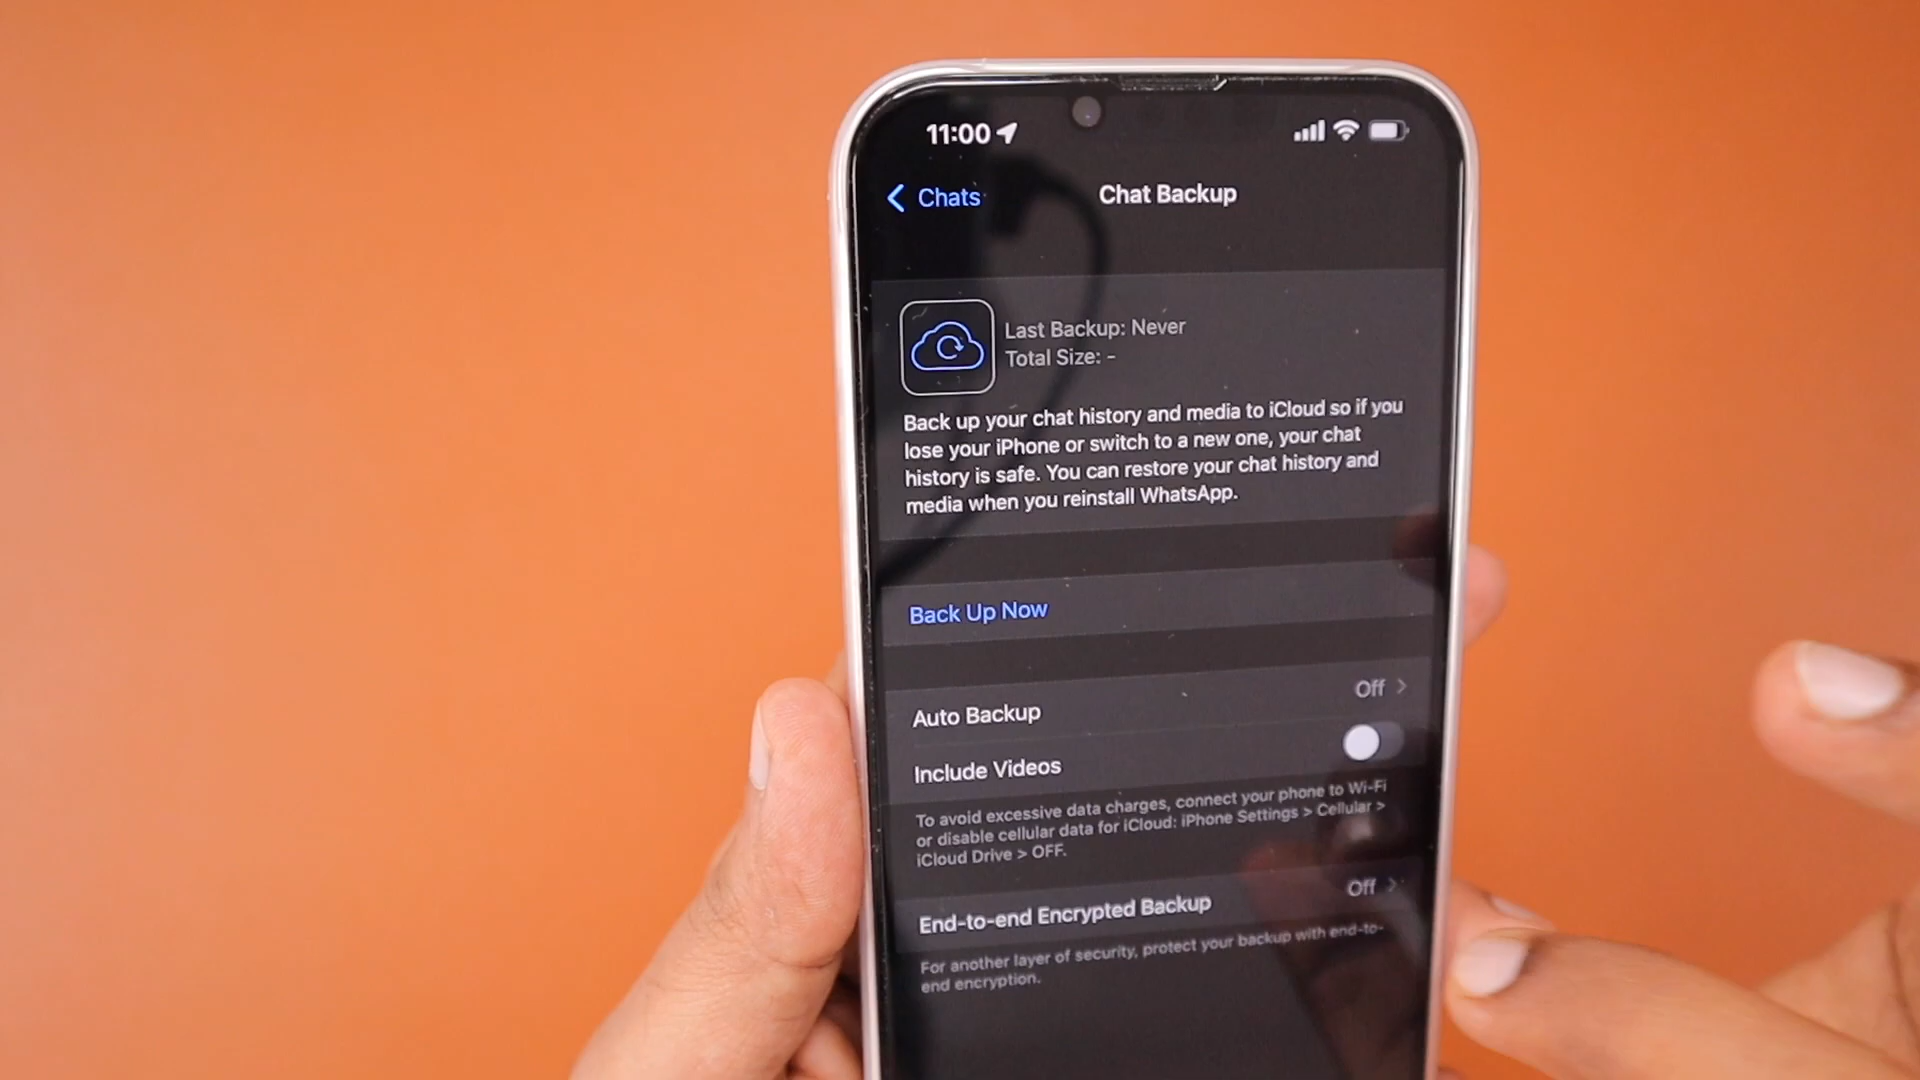 11:00
Chats
Chat Backup
Last Backup: Never
Total Size: -
Back up your chat history and media to iCloud so if you
lose your iPhone or switch to a new one, your chat
history is safe. You can restore your chat history and
media when you reinstall WhatsApp.
Back Up Now
Auto Backup Off
Include Videos
To avoid excessive data charges, connect your phone to Wi-Fi
or disable cellular data for iCloud: iPhone Settings > Cellular >
iCloud Drive > OFF.
End-to-end Encrypted Backup Off
For another layer of security, protect your backup with end-to-
end encryption.